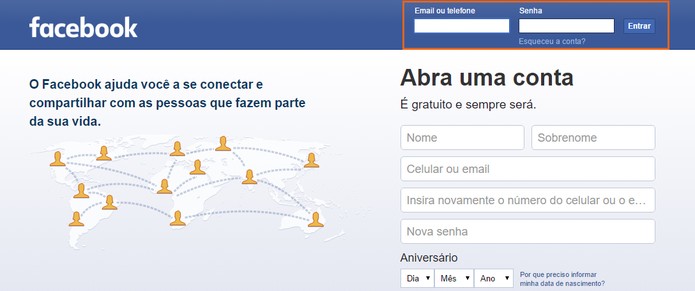 facebook
Email ou telefone
Senha
Entrar
Esqueceu a conta?
O Facebook ajuda você a se conectar e
compartilhar com as pessoas que fazem parte
da sua vida.
Abra uma conta
É gratuito e sempre será.
Nome
Sobrenome
Celular ou email
Insira novamente o número do celular ou o e...
Nova senha
Aniversário
Dia
Mês
Ano
Por que preciso informar
minha data de nascimento?